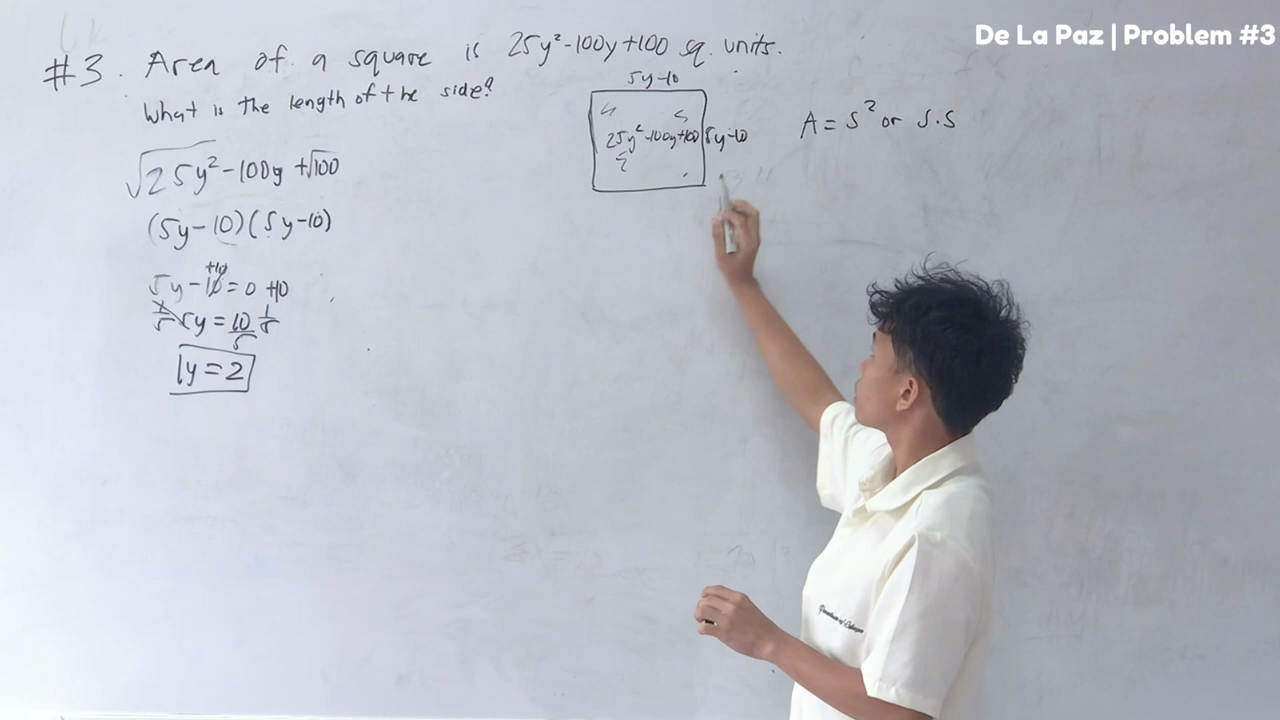 De La Paz | Problem #3
#3. Area of a square is 25y²-100y+100 sq. units.
What is the length of the side?
√25y²-100y+√100
(5y-10)(5y-10)
+10
5y-10=0+10
5y = 10
5
y=2
5y-10
25y²-100y+100 5y-10
A=s² or s.s